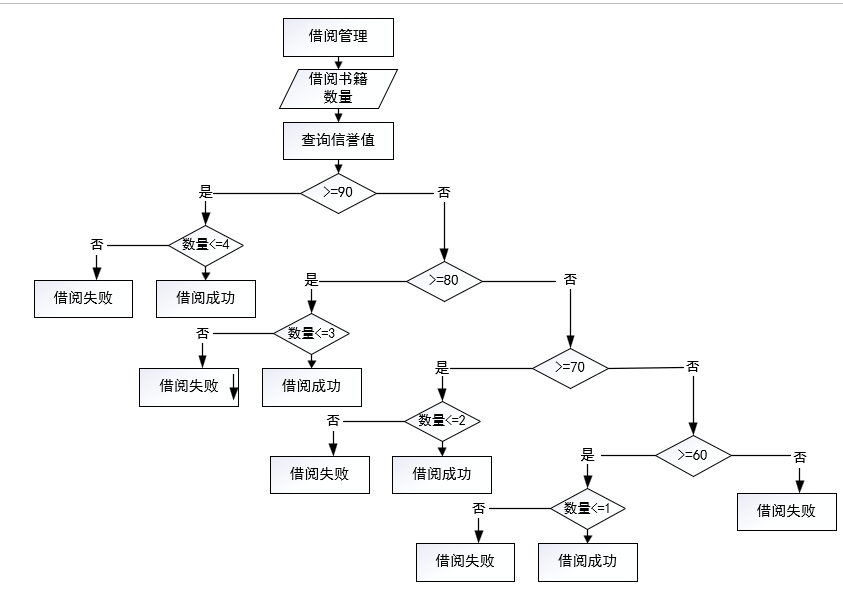 借阅管理
借阅书籍
数量
查询信誉值
>=90
是
否
数量<=4
否
借阅失败
借阅成功
>=80
是
否
数量<=3
否
借阅失败
借阅成功
>=70
是
否
数量<=2
否
借阅失败
借阅成功
>=60
是
否
借阅失败
数量<=1
否
借阅失败
借阅成功